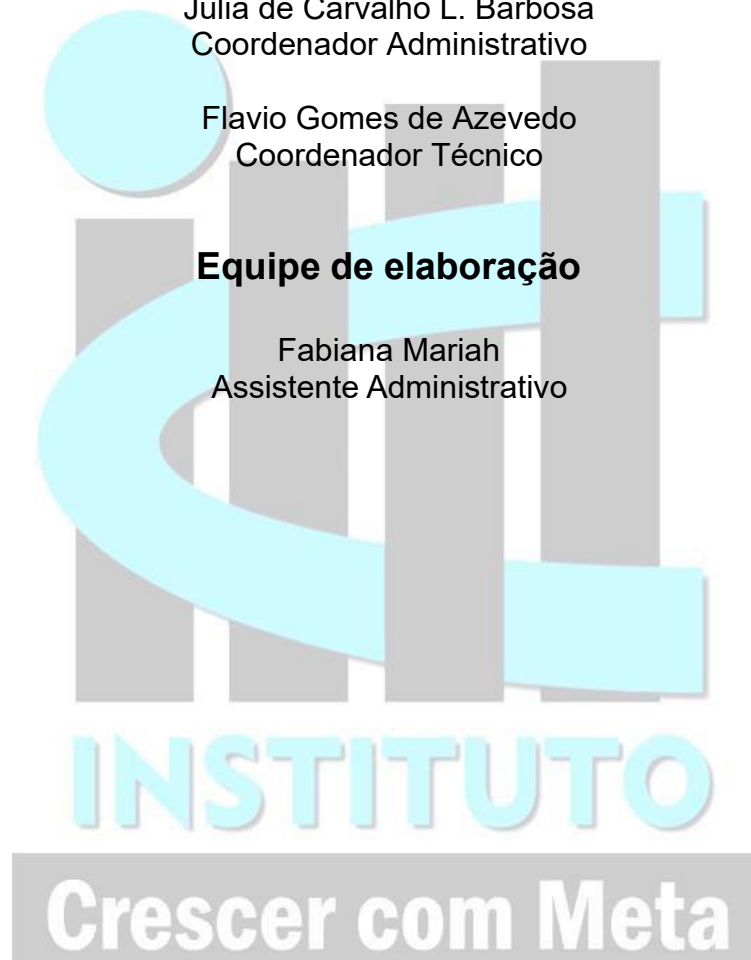 Julia de Carvalho L. Barbosa
Coordenador Administrativo
Flavio Gomes de Azevedo
Coordenador Técnico
Equipe de elaboração
Fabiana Mariah
Assistente Administrativo
INSTITUTO
Crescer com Meta